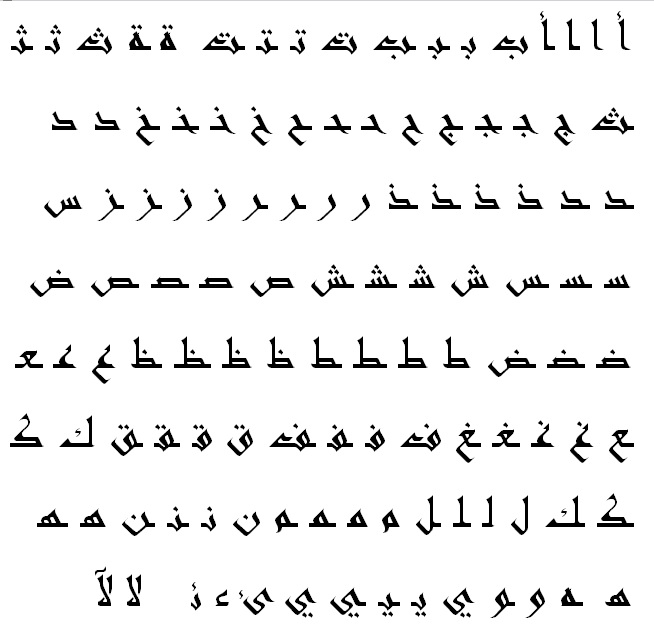 أ ا ا أ ب ب ب ب ت ت ت ت ة ة ث ث ث
ث ج ج ج ج ح ح ح ح خ خ خ خ د د
د د ذ ذ ذ ذ ر ر ر ر ز ز ز ز س
س س س ش ش ش ش ص ص ص ص ض
ض ض ض ط ط ط ط ظ ظ ظ ظ ع ع ع
ع غ غ غ غ ف ف ف ف ق ق ق ق ك ك
ك ك ل ل ل ل م م م م ن ن ن ن ه ه
ه ه و و ي ي ي ي ي ئ ء ئ لا لآ